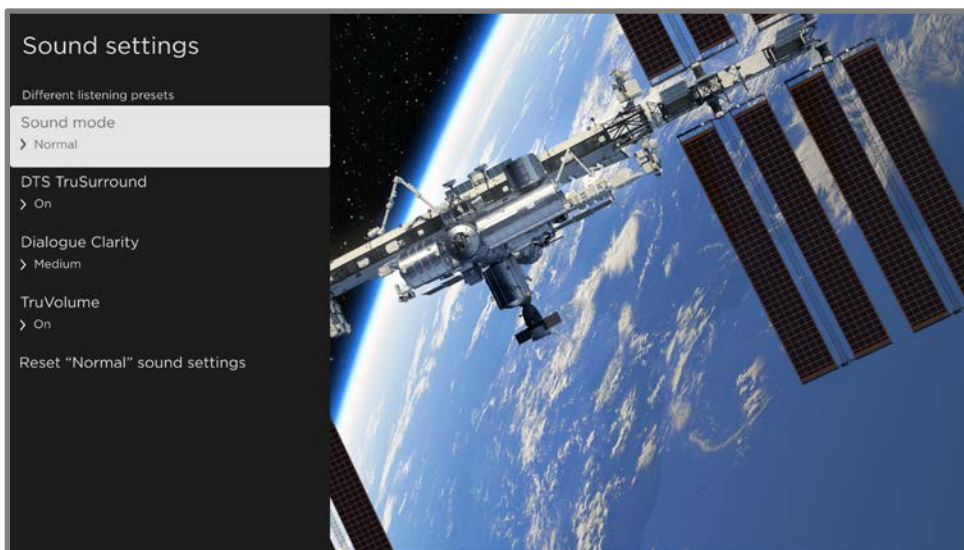 Sound settings
Different listening presets
Sound mode
Normal
DTS TruSurround
On
Dialogue Clarity
Medium
TruVolume
On
Reset “Normal” sound settings